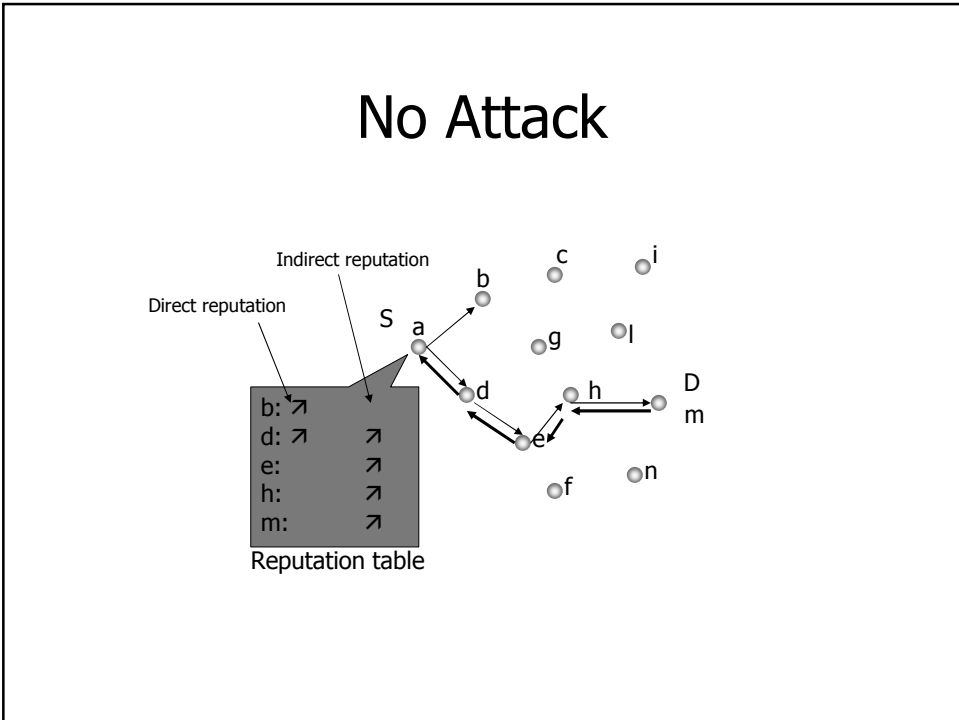 No Attack
Indirect reputation
Direct reputation
S
a
b
c
i
g
l
d
h
D
m
e
f
n
b: ↗
d: ↗ ↗
e: ↗
h: ↗
m: ↗
Reputation table